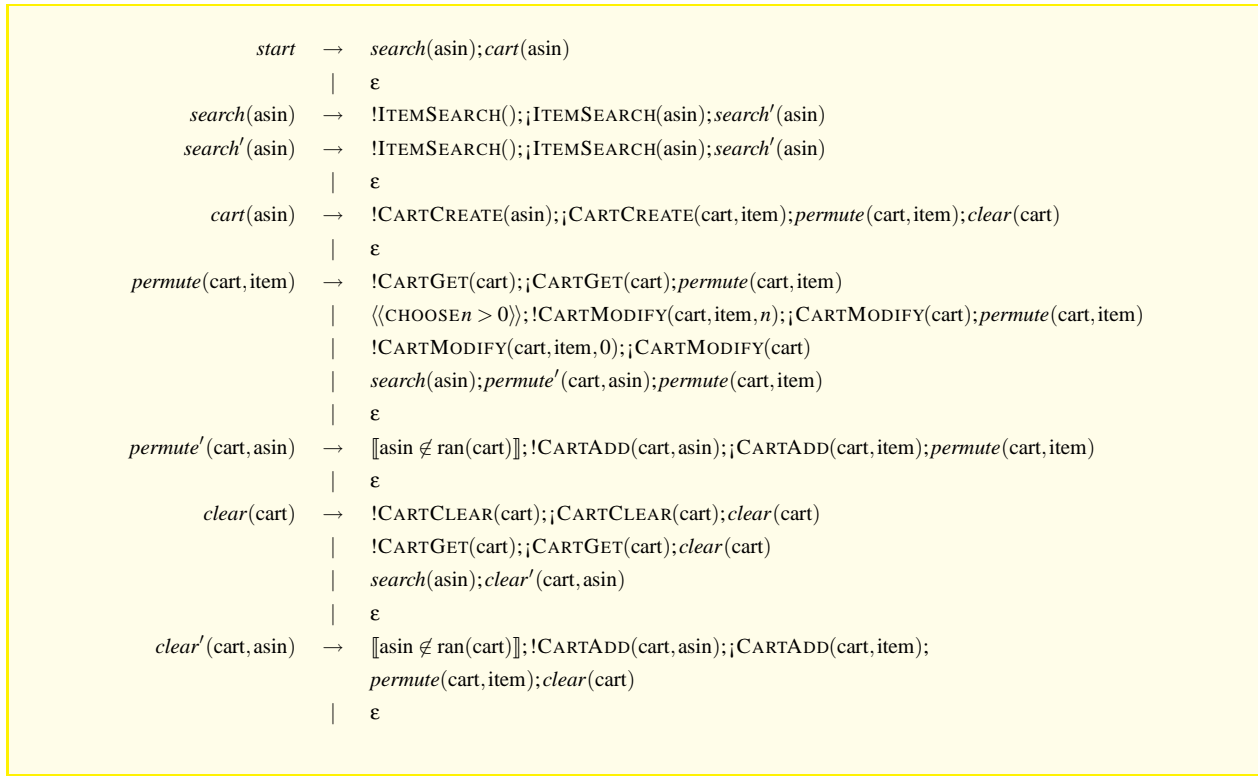 start → search(asin);cart(asin)
| ε
search(asin) → !ITEMSEARCH();¡ITEMSEARCH(asin);search′(asin)
search′(asin) → !ITEMSEARCH();¡ITEMSEARCH(asin);search′(asin)
| ε
cart(asin) → !CARTCREATE(asin);¡CARTCREATE(cart,item);permute(cart,item);clear(cart)
| ε
permute(cart,item) → !CARTGET(cart);¡CARTGET(cart);permute(cart,item)
| ⟪CHOOSEn > 0⟫;!CARTMODIFY(cart,item,n);¡CARTMODIFY(cart);permute(cart,item)
| !CARTMODIFY(cart,item,0);¡CARTMODIFY(cart)
| search(asin);permute′(cart,asin);permute(cart,item)
| ε
permute′(cart,asin) → ⟦asin ∉ ran(cart)⟧;!CARTADD(cart,asin);¡CARTADD(cart,item);permute(cart,item)
| ε
clear(cart) → !CARTCLEAR(cart);¡CARTCLEAR(cart);clear(cart)
| !CARTGET(cart);¡CARTGET(cart);clear(cart)
| search(asin);clear′(cart,asin)
| ε
clear′(cart,asin) → ⟦asin ∉ ran(cart)⟧;!CARTADD(cart,asin);¡CARTADD(cart,item);
permute(cart,item);clear(cart)
| ε